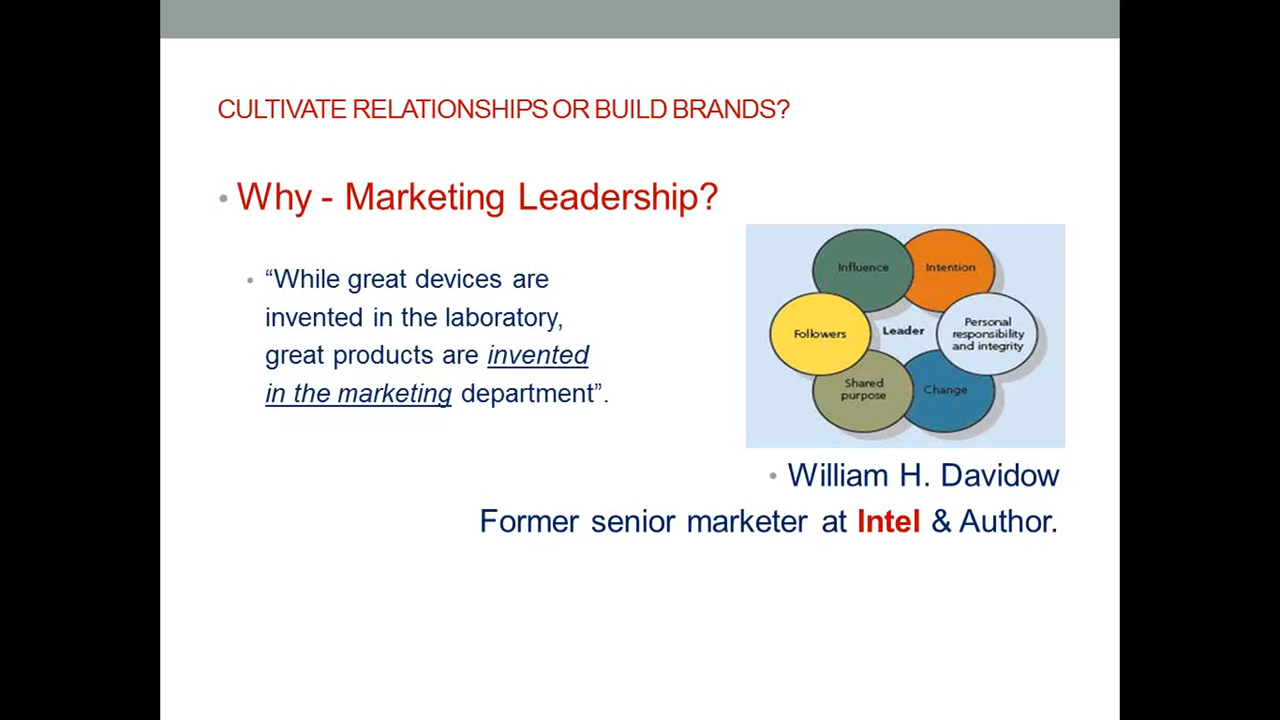 CULTIVATE RELATIONSHIPS OR BUILD BRANDS?
• Why - Marketing Leadership?
• “While great devices are
invented in the laboratory,
great products are invented
in the marketing department”.
Influence
Intention
Followers
Leader
Personal
responsibility
and integrity
Shared
purpose
Change
• William H. Davidow
Former senior marketer at Intel & Author.